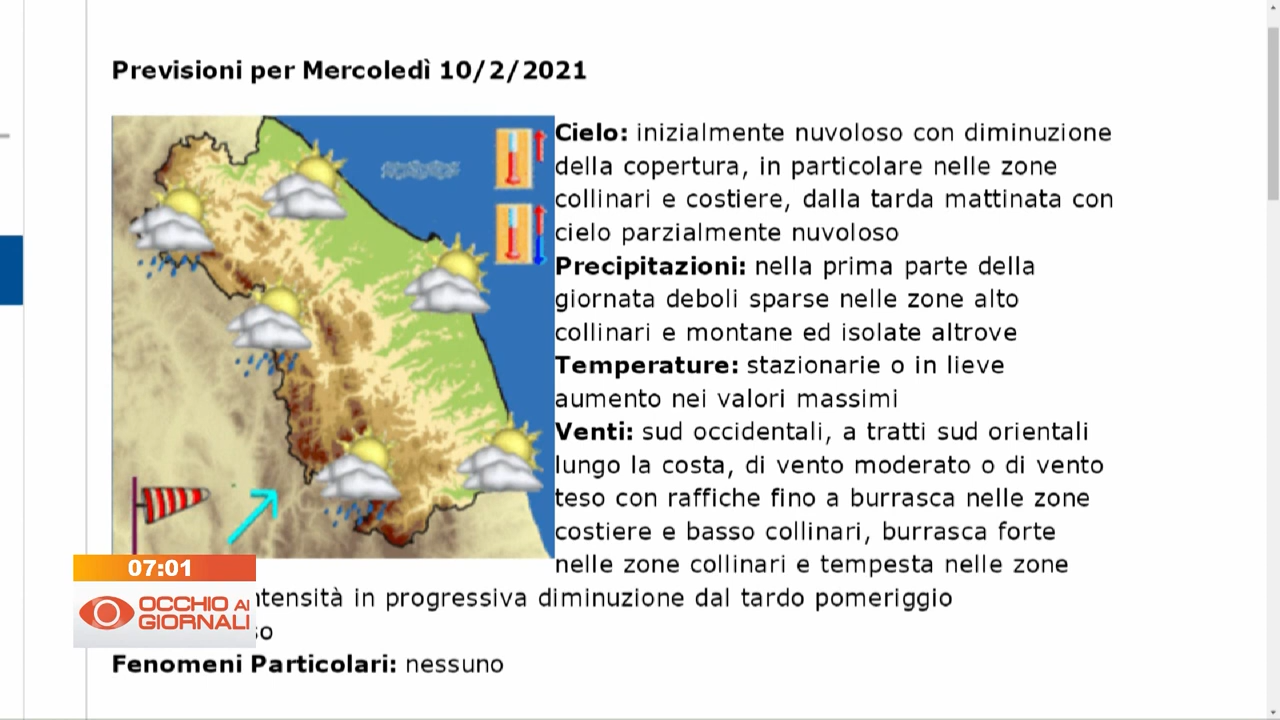 Previsioni per Mercoledì 10/2/2021
Cielo: inizialmente nuvoloso con diminuzione
della copertura, in particolare nelle zone
collinari e costiere, dalla tarda mattinata con
cielo parzialmente nuvoloso
Precipitazioni: nella prima parte della
giornata deboli sparse nelle zone alto
collinari e montane ed isolate altrove
Temperature: stazionarie o in lieve
aumento nei valori massimi
Venti: sud occidentali, a tratti sud orientali
lungo la costa, di vento moderato o di vento
teso con raffiche fino a burrasca nelle zone
costiere e basso collinari, burrasca forte
nelle zone collinari e tempesta nelle zone
ntensità in progressiva diminuzione dal tardo pomeriggio
so
Fenomeni Particolari: nessuno
07:01
OCCHIO AI
GIORNALI